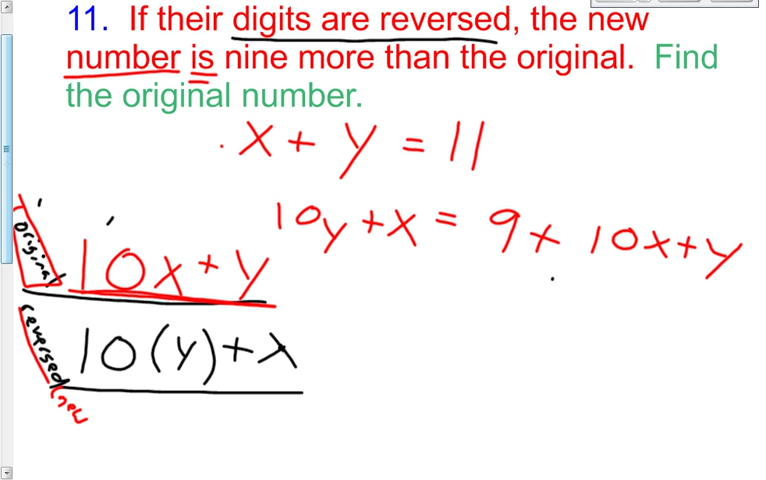 11. If their digits are reversed, the new
number is nine more than the original. Find
the original number.
x + y = 11
10y + x = 9 + 10x + y
original
10x + y
reversed
new
10(y) + x